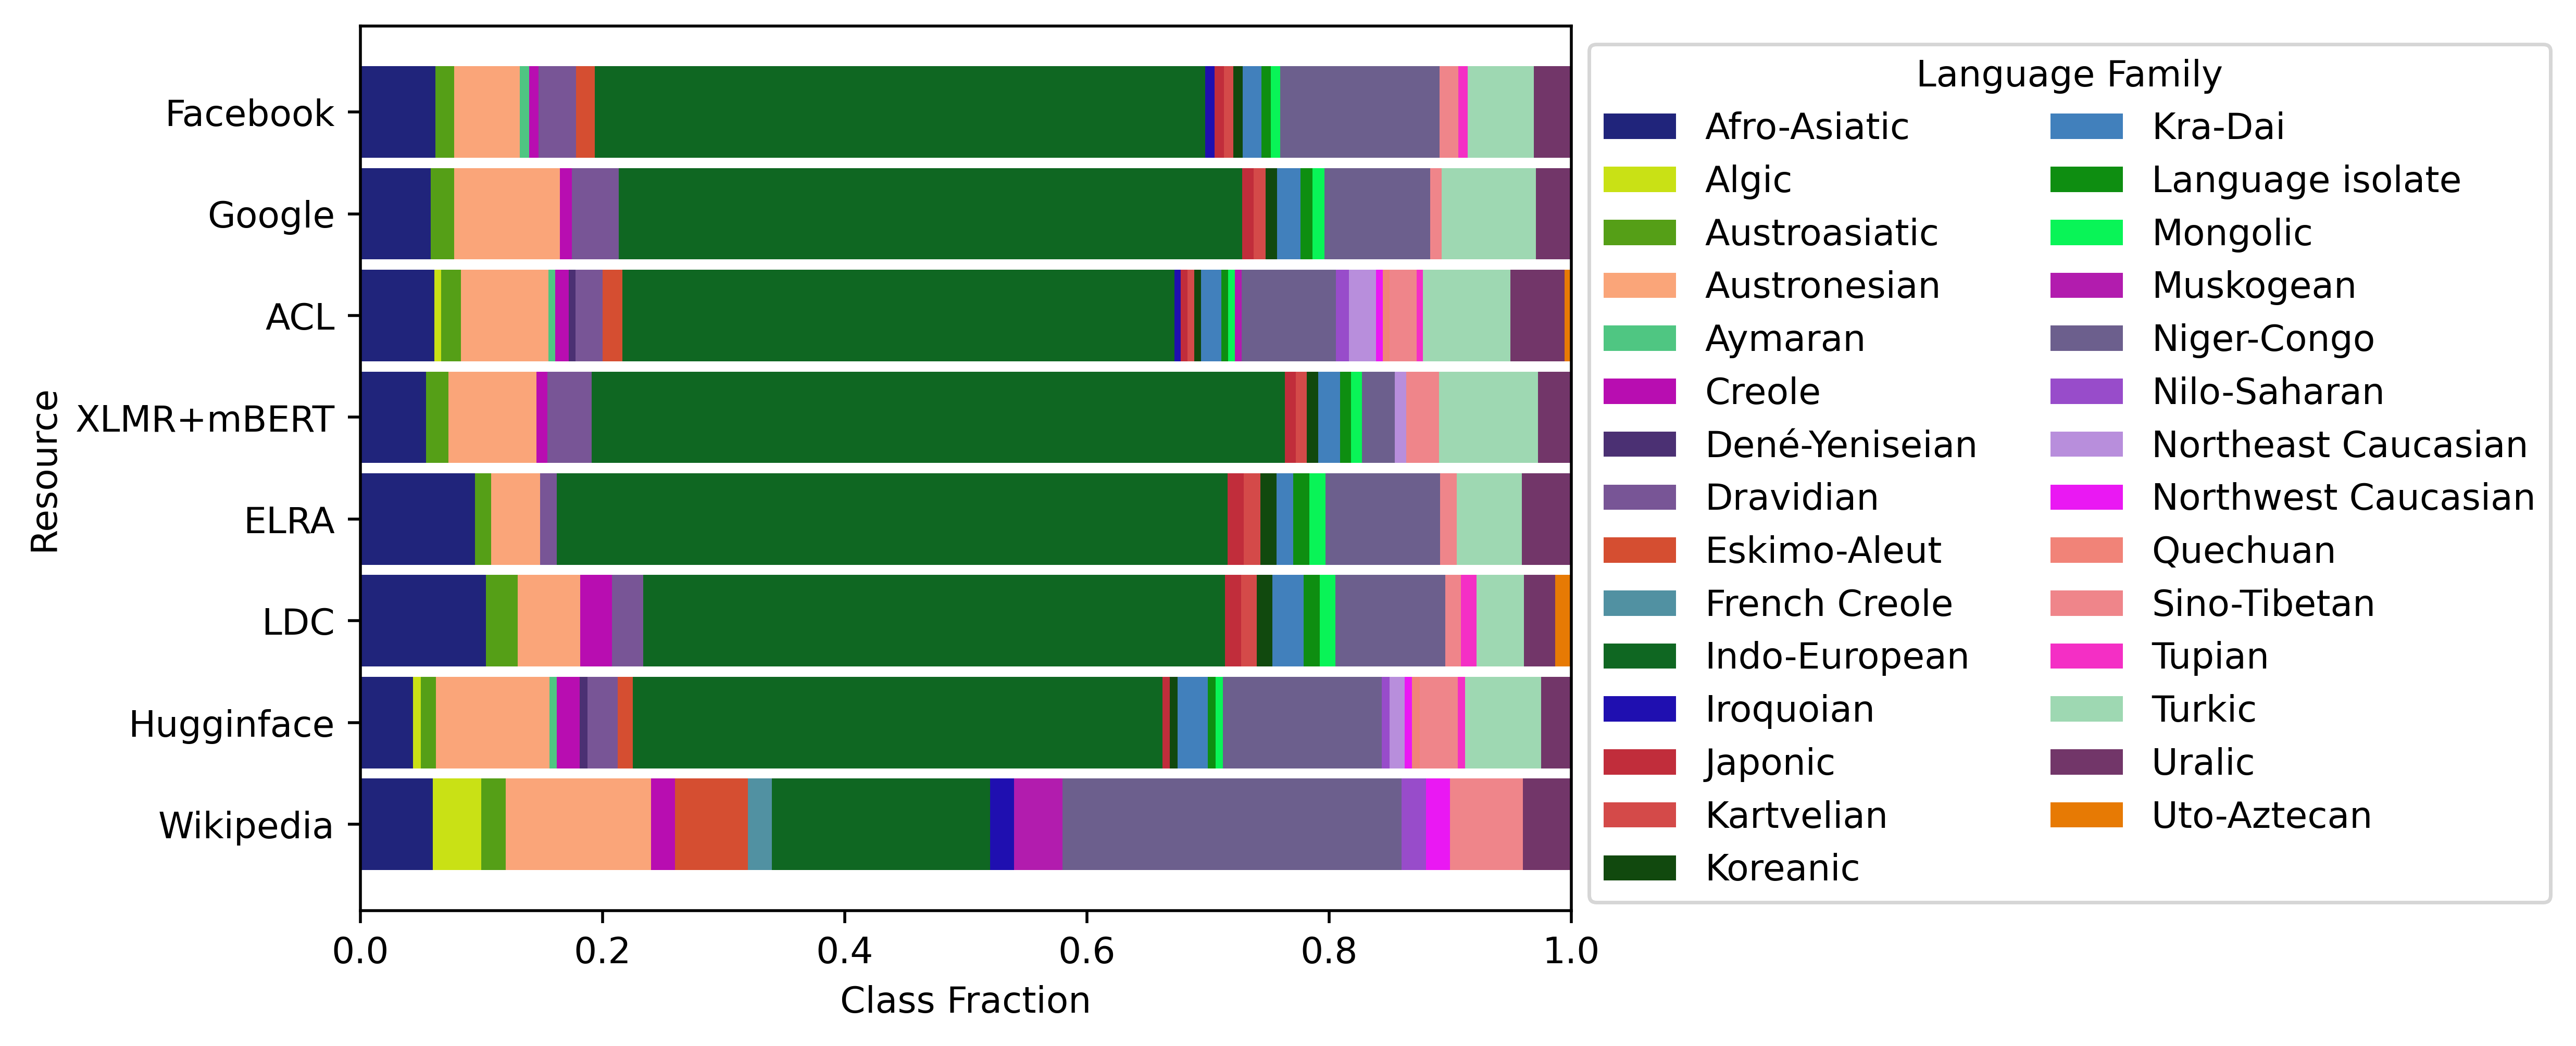 Resource
Facebook
Google
ACL
XLMR+mBERT
ELRA
LDC
Hugginface
Wikipedia
0.0 0.2 0.4 0.6 0.8 1.0
Class Fraction
Language Family
Afro-Asiatic
Algic
Austroasiatic
Austronesian
Aymaran
Creole
Dené-Yeniseian
Dravidian
Eskimo-Aleut
French Creole
Indo-European
Iroquoian
Japonic
Kartvelian
Koreanic
Kra-Dai
Language isolate
Mongolic
Muskogean
Niger-Congo
Nilo-Saharan
Northeast Caucasian
Northwest Caucasian
Quechuan
Sino-Tibetan
Tupian
Turkic
Uralic
Uto-Aztecan